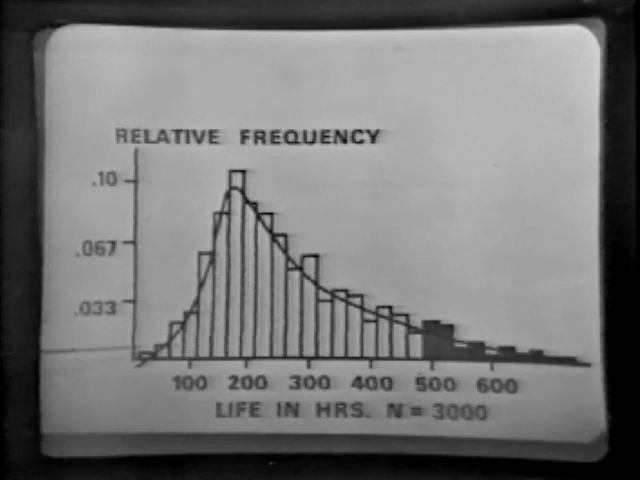 RELATIVE FREQUENCY
.10
.067
.033
100 200 300 400 500 600
LIFE IN HRS. N = 3000